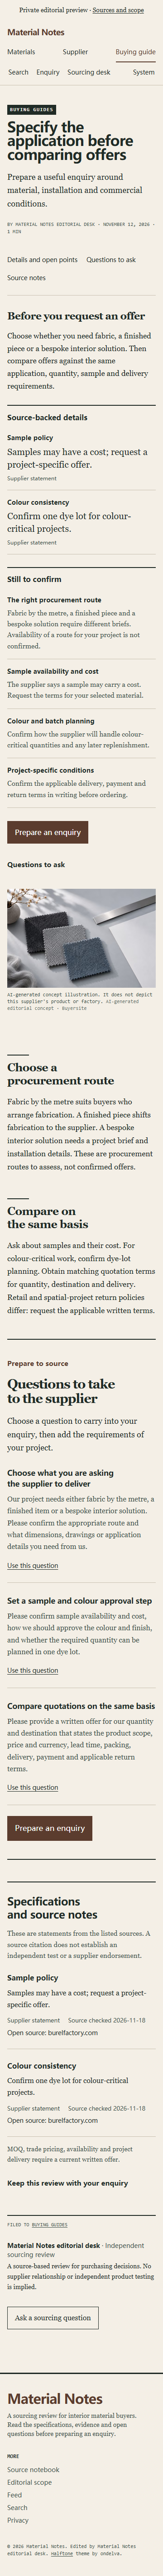 Private editorial preview · Sources and scope
Material Notes
Materials Supplier Buying guide
Search Enquiry Sourcing desk System
BUYING GUIDES
Specify the
application before
comparing offers
Prepare a useful enquiry around
material, installation and commercial
conditions.
BY MATERIAL NOTES EDITORIAL DESK · NOVEMBER 12, 2026 ·
1 MIN
Details and open points Questions to ask
Source notes
Before you request an offer
Choose whether you need fabric, a finished
piece or an interior solution. Then
compare offers against the same
application, quantity, sample and delivery
requirements.
Source-backed details
Sample policy
Samples may have a cost; request a
project-specific offer.
Supplier statement
Colour consistency
Confirm one dye lot for colour-
critical projects.
Supplier statement
Still to confirm
The right procurement route
Fabric by the metre, a finished piece and a
bespoke solution require different briefs.
Availability of a route for your project is not
confirmed.
Sample availability and cost
The supplier says a sample may carry a cost.
Request the terms for your selected material.
Colour and batch planning
Confirm how the supplier will handle colour-
critical quantities and any later replenishment.
Project-specific conditions
Confirm the applicable delivery, payment and
return terms in writing before ordering.
Prepare an enquiry
Questions to ask
AI-generated concept illustration. It does not depict
this supplier's product or factory. AI-generated
editorial concept · Buyersite
Choose a
procurement route
Fabric by the metre suits buyers who
arrange fabrication. A finished piece shifts
fabrication to the supplier. A bespoke
interior solution needs a project brief and
installation details. These are procurement
routes to assess, not confirmed offers.
Compare on
the same basis
Ask about samples and their cost. For
colour-critical work, confirm dye-lot
planning. Obtain matching quotation terms
for quantity, destination and delivery.
Retail and spatial-project return policies
differ: request the applicable written terms.
Prepare to source
Questions to take
to the supplier
Choose a question to carry into your
enquiry, then add the requirements of
your project.
Choose what you are asking
the supplier to deliver
Our project needs either fabric by the metre, a
finished item or a bespoke interior solution.
Please confirm the appropriate route and
what dimensions, drawings or application
details you need from us.
Use this question
Set a sample and colour approval step
Please confirm sample availability and cost,
how we should approve the colour and finish,
and whether the required quantity can be
planned in one dye lot.
Use this question
Compare quotations on the same basis
Please provide a written offer for our quantity
and destination that states the product scope,
price and currency, lead time, packing,
delivery, payment and applicable return
terms.
Use this question
Prepare an enquiry
Specifications
and source notes
These are statements from the listed sources. A
source citation does not establish an
independent test or a supplier endorsement.
Sample policy
Samples may have a cost; request a project-
specific offer.
Supplier statement Source checked 2026-11-18
Open source: burelfactory.com
Colour consistency
Confirm one dye lot for colour-critical
projects.
Supplier statement Source checked 2026-11-18
Open source: burelfactory.com
MOQ, trade pricing, availability and project
delivery require a current written offer.
Keep this review with your enquiry
FILED TO BUYING GUIDES
Material Notes editorial desk · Independent
sourcing review
A source-based review for purchasing decisions. No
supplier relationship or independent product testing
is implied.
Ask a sourcing question
Material Notes
A sourcing review for interior material buyers.
Read the specifications, evidence and open
questions before preparing an enquiry.
MORE
Source notebook
Editorial scope
Feed
Search
Privacy
© 2026 Material Notes. Edited by Material Notes
editorial desk. Halftone theme by ondelva.